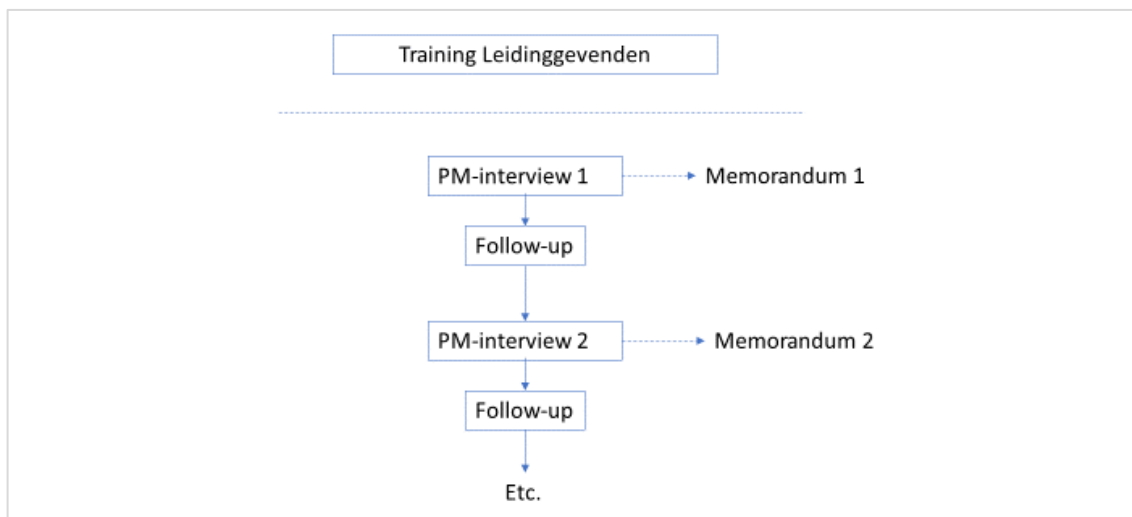 Training Leidinggevenden
PM-interview 1
Memorandum 1
Follow-up
PM-interview 2
Memorandum 2
Follow-up
Etc.